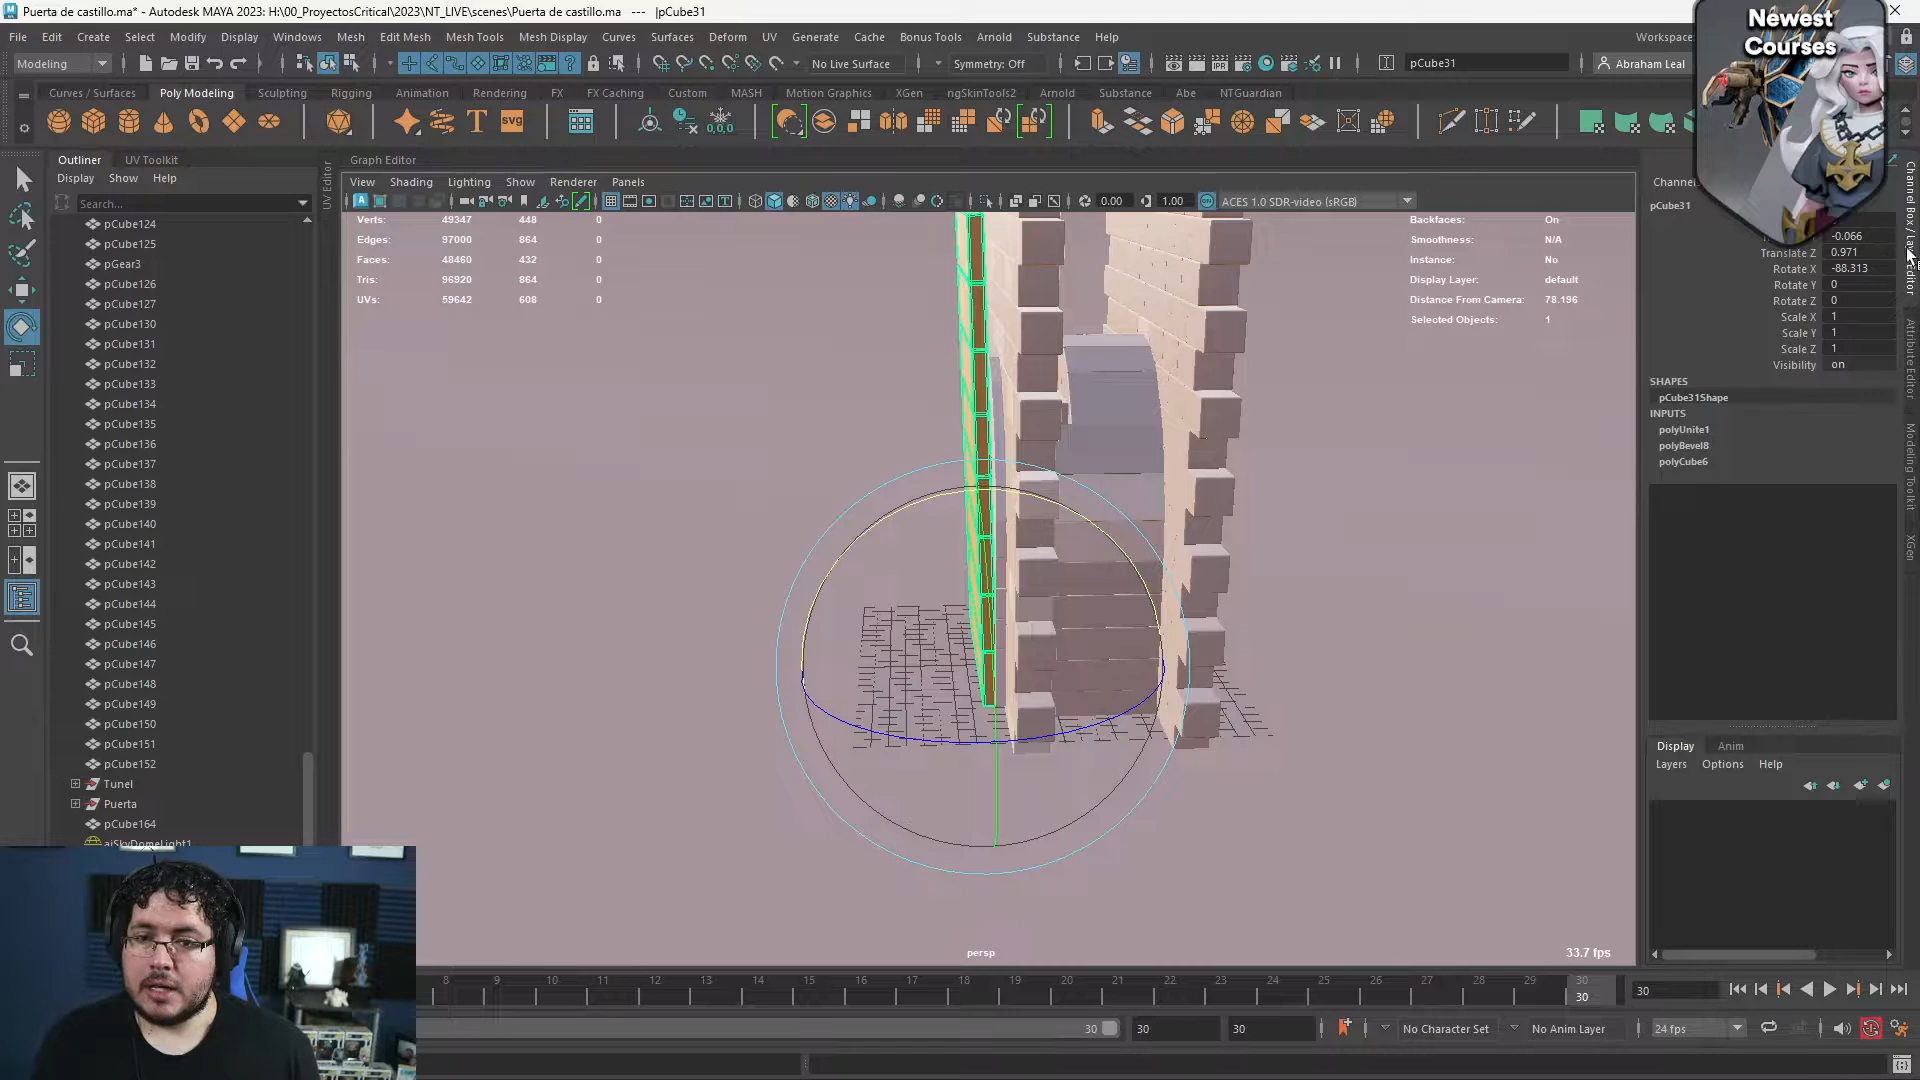 Puerta de castillo.ma* - Autodesk MAYA 2023: H:\00_ProyectosCritical\2023\NT_LIVE\scenes\Puerta de castillo.ma   ---   |pCube31
File Edit Create Select Modify Display Windows Mesh Edit Mesh Mesh Tools Mesh Display Curves Surfaces Deform UV Generate Cache Bonus Tools Arnold Substance Help
Workspace
Newest
Courses
Modeling
No Live Surface
Symmetry: Off
pCube31
Abraham Leal
Curves / Surfaces Poly Modeling Sculpting Rigging Animation Rendering FX FX Caching Custom MASH Motion Graphics XGen ngSkinTools2 Arnold Substance Abe NTGuardian
T
svg
0,0,0
Outliner UV Toolkit
Display Show Help
Search...
pCube124
pCube125
pGear3
pCube126
pCube127
pCube130
pCube131
pCube132
pCube133
pCube134
pCube135
pCube136
pCube137
pCube138
pCube139
pCube140
pCube141
pCube142
pCube143
pCube144
pCube145
pCube146
pCube147
pCube148
pCube149
pCube150
pCube151
pCube152
Tunel
Puerta
pCube164
aiSkyDomeLight1
UV Editor
Graph Editor
View Shading Lighting Show Renderer Panels
0.00
1.00
ACES 1.0 SDR-video (sRGB)
Verts: 49347 448 0
Edges: 97000 864 0
Faces: 48460 432 0
Tris: 96920 864 0
UVs: 59642 608 0
Backfaces: On
Smoothness: N/A
Instance: No
Display Layer: default
Distance From Camera: 78.196
Selected Objects: 1
persp
33.7 fps
Channel
pCube31
-0.066
Translate Z 0.971
Rotate X -88.313
Rotate Y 0
Rotate Z 0
Scale X 1
Scale Y 1
Scale Z 1
Visibility on
SHAPES
pCube31Shape
INPUTS
polyUnite1
polyBevel8
polyCube6
Display Anim
Layers Options Help
Attribute Editor
Modeling Toolkit
XGen
8 9 10 11 12 13 14 15 16 17 18 19 20 21 22 23 24 25 26 27 28 29 30
30
30
30
30
30
No Character Set
No Anim Layer
24 fps